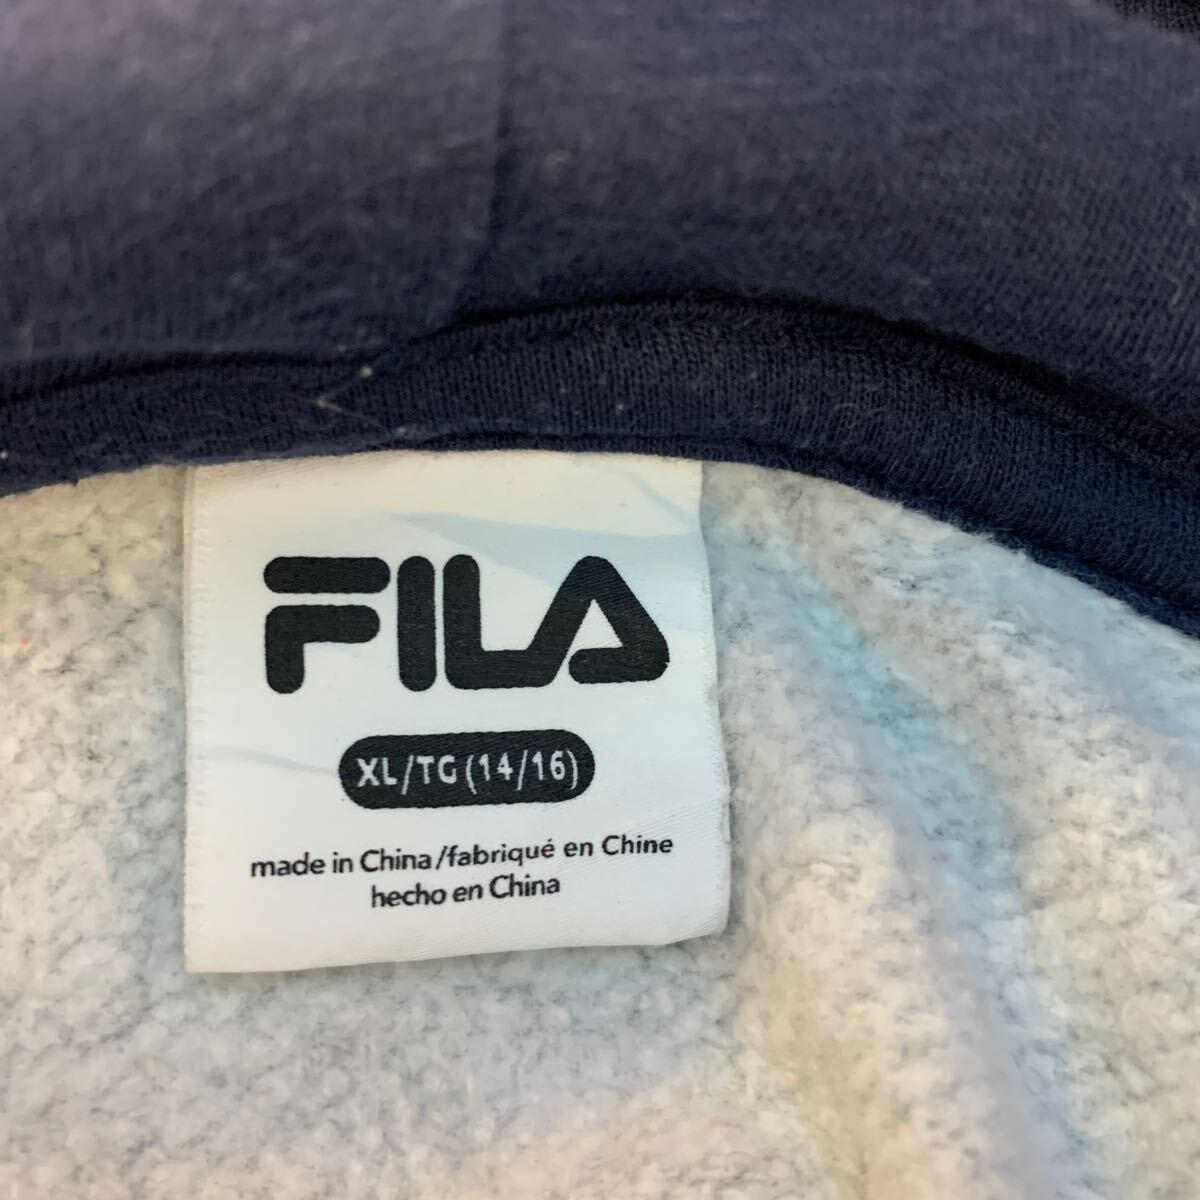 FILA
XL/TG (14/16)
made in China/fabriqué en Chine
hecho en China